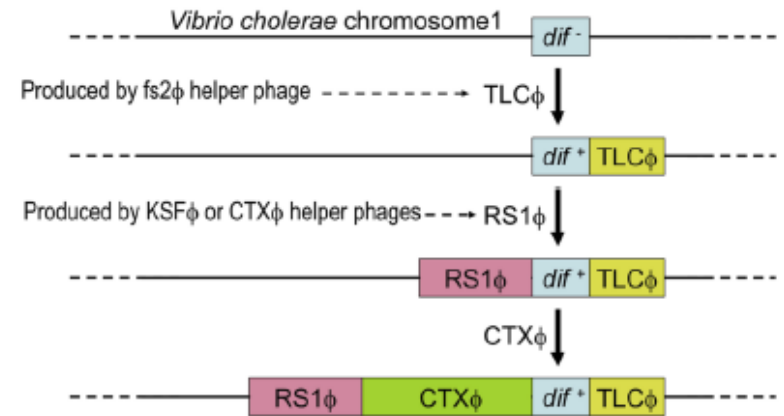 Vibrio cholerae chromosome1
dif -
Produced by fs2ϕ helper phage
TLCϕ
dif + TLCϕ
Produced by KSFϕ or CTXϕ helper phages
RS1ϕ
RS1ϕ dif + TLCϕ
CTXϕ
RS1ϕ CTXϕ dif + TLCϕ